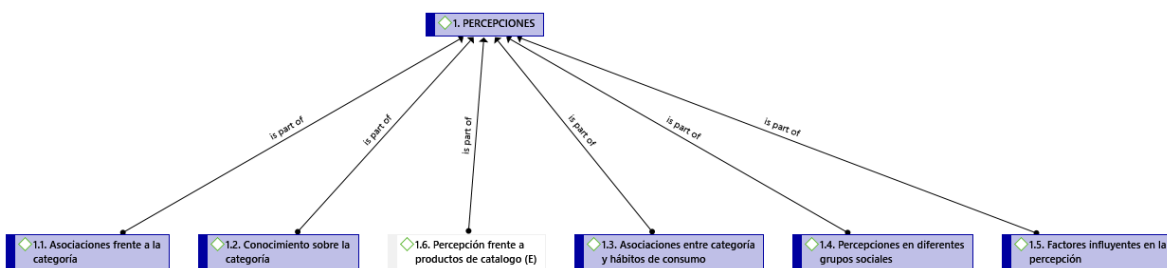 1. PERCEPCIONES
is part of
is part of
is part of
is part of
is part of
is part of
1.1. Asociaciones frente a la
categoría
1.2. Conocimiento sobre la
categoría
1.6. Percepción frente a
productos de catalogo (E)
1.3. Asociaciones entre categoría
y hábitos de consumo
1.4. Percepciones en diferentes
grupos sociales
1.5. Factores influyentes en la
percepción